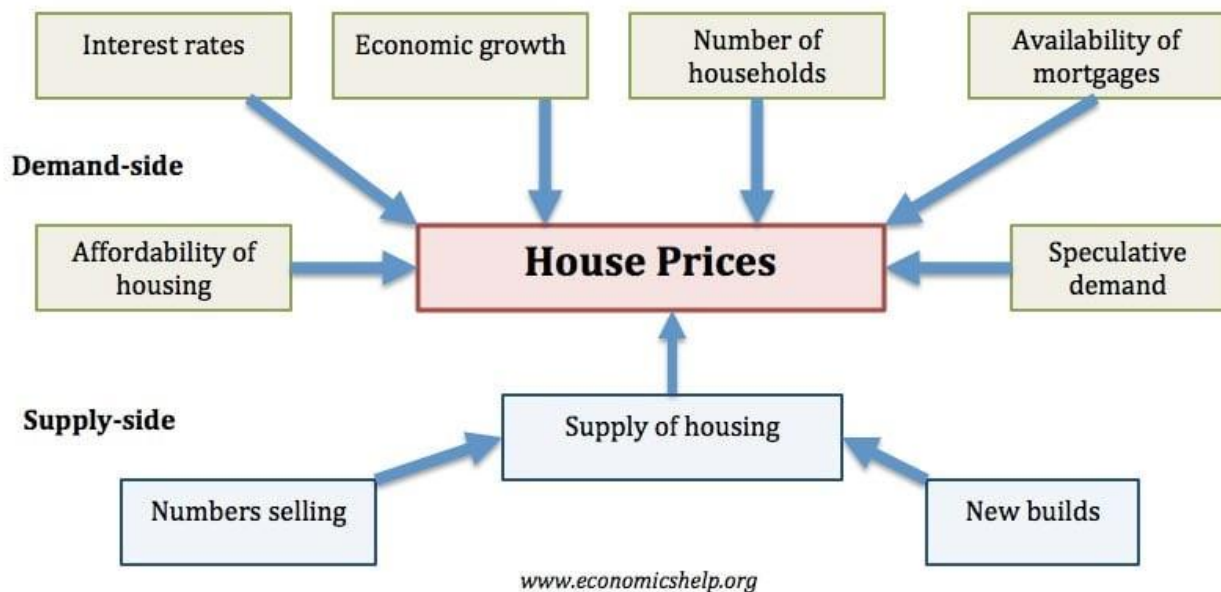 Interest rates
Economic growth
Number of
households
Availability of
mortgages
Demand-side
Affordability of
housing
House Prices
Speculative
demand
Supply-side
Supply of housing
Numbers selling
New builds
www.economicshelp.org